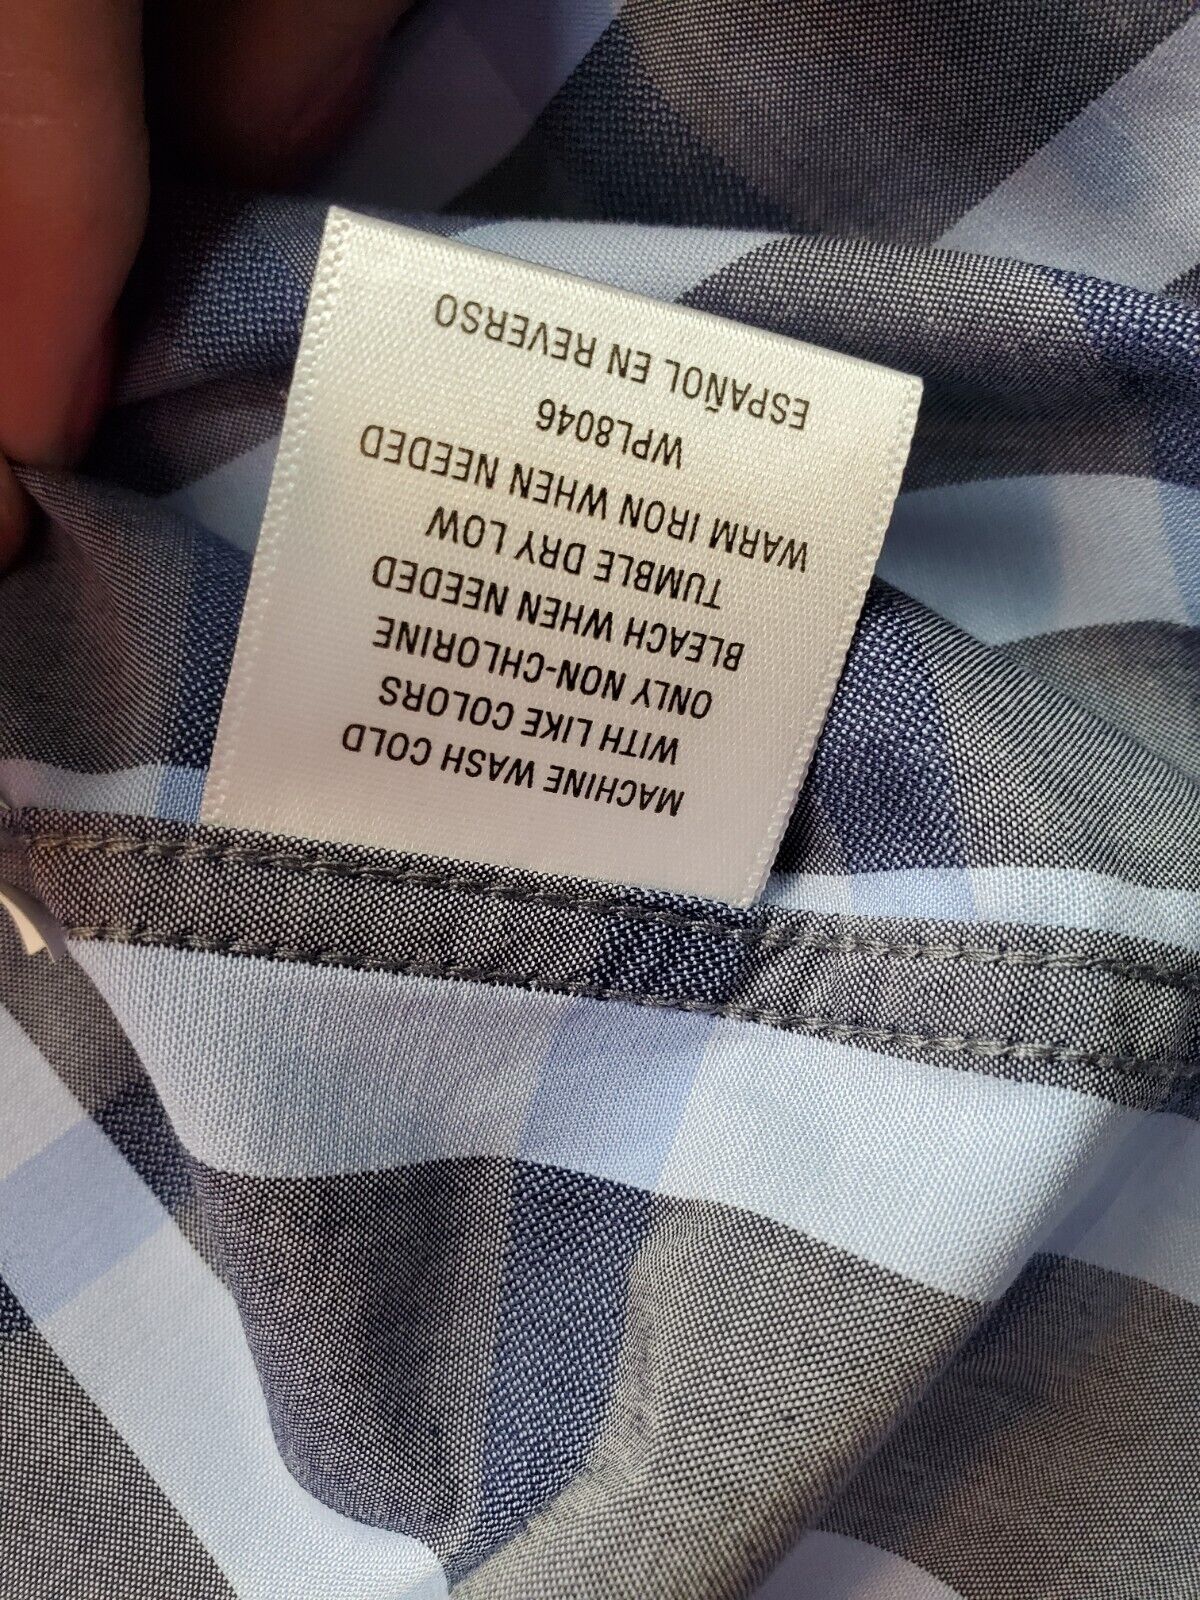 MACHINE WASH COLD
WITH LIKE COLORS
ONLY NON-CHLORINE
BLEACH WHEN NEEDED
TUMBLE DRY LOW
WARM IRON WHEN NEEDED
WPL8046
ESPAÑOL EN REVERSO